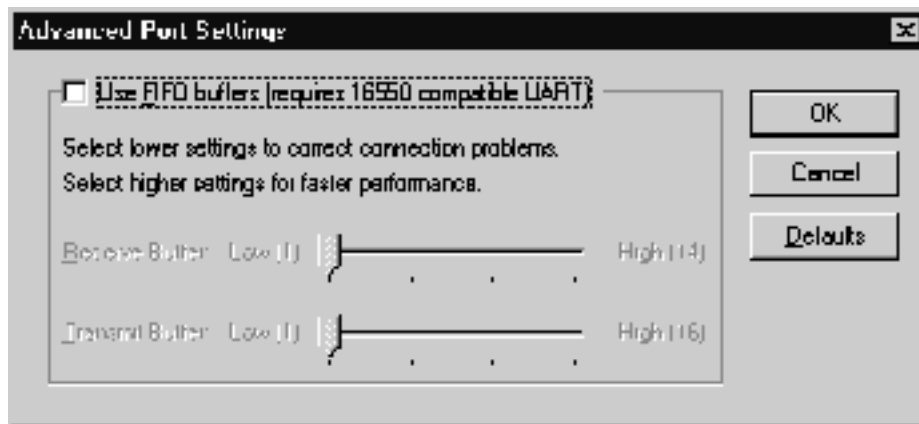 Advanced Port Settings
Use FIFO buffers (requires 16550 compatible UART)
Select lower settings to correct connection problems.
Select higher settings for faster performance.
Receive Buffer: Low (1) High (14)
Transmit Buffer: Low (1) High (16)
OK
Cancel
Defaults